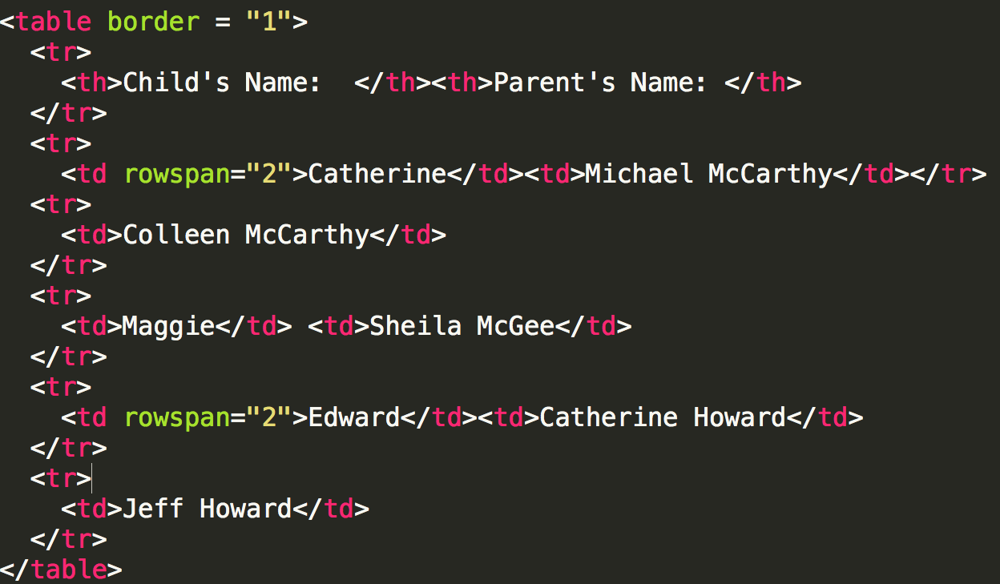 <table border = "1">
  <tr>
    <th>Child's Name:  </th><th>Parent's Name: </th>
  </tr>
  <tr>
    <td rowspan="2">Catherine</td><td>Michael McCarthy</td></tr>
  <tr>
    <td>Colleen McCarthy</td>
  </tr>
  <tr>
    <td>Maggie</td> <td>Sheila McGee</td>
  </tr>
  <tr>
    <td rowspan="2">Edward</td><td>Catherine Howard</td>
  </tr>
  <tr>
    <td>Jeff Howard</td>
  </tr>
</table>